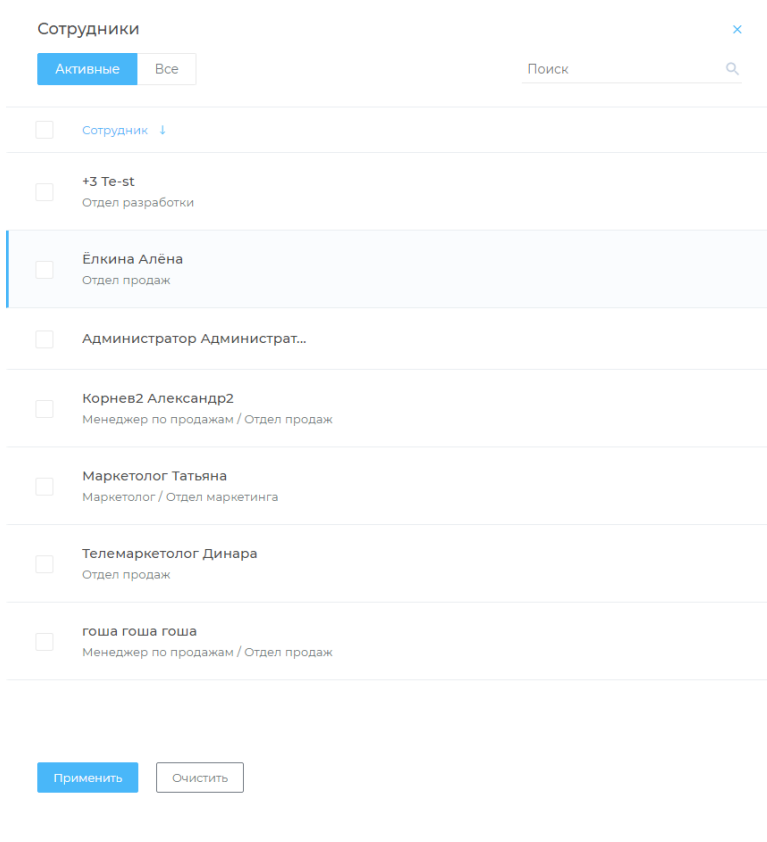 Сотрудники
Активные Все Поиск
Сотрудник ↓
+3 Te-st
Отдел разработки
Ёлкина Алёна
Отдел продаж
Администратор Администрат...
Корнев2 Александр2
Менеджер по продажам / Отдел продаж
Маркетолог Татьяна
Маркетолог / Отдел маркетинга
Телемаркетолог Динара
Отдел продаж
гоша гоша гоша
Менеджер по продажам / Отдел продаж
Применить Очистить